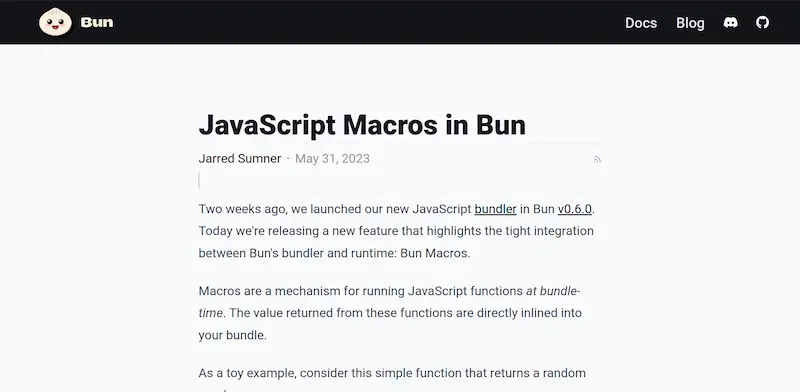 Bun
Docs Blog
JavaScript Macros in Bun
Jarred Sumner · May 31, 2023
Two weeks ago, we launched our new JavaScript bundler in Bun v0.6.0.
Today we're releasing a new feature that highlights the tight integration
between Bun's bundler and runtime: Bun Macros.
Macros are a mechanism for running JavaScript functions at bundle-
time. The value returned from these functions are directly inlined into
your bundle.
As a toy example, consider this simple function that returns a random